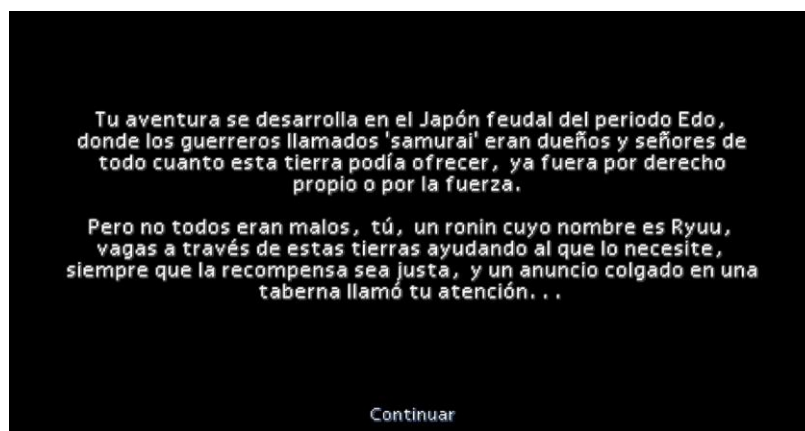 Tu aventura se desarrolla en el Japón feudal del periodo Edo,
donde los guerreros llamados 'samurai' eran dueños y señores de
todo cuanto esta tierra podía ofrecer, ya fuera por derecho
propio o por la fuerza.
Pero no todos eran malos, tú, un ronin cuyo nombre es Ryuu,
vagas a través de estas tierras ayudando al que lo necesite,
siempre que la recompensa sea justa, y un anuncio colgado en una
taberna llamó tu atención...
Continuar